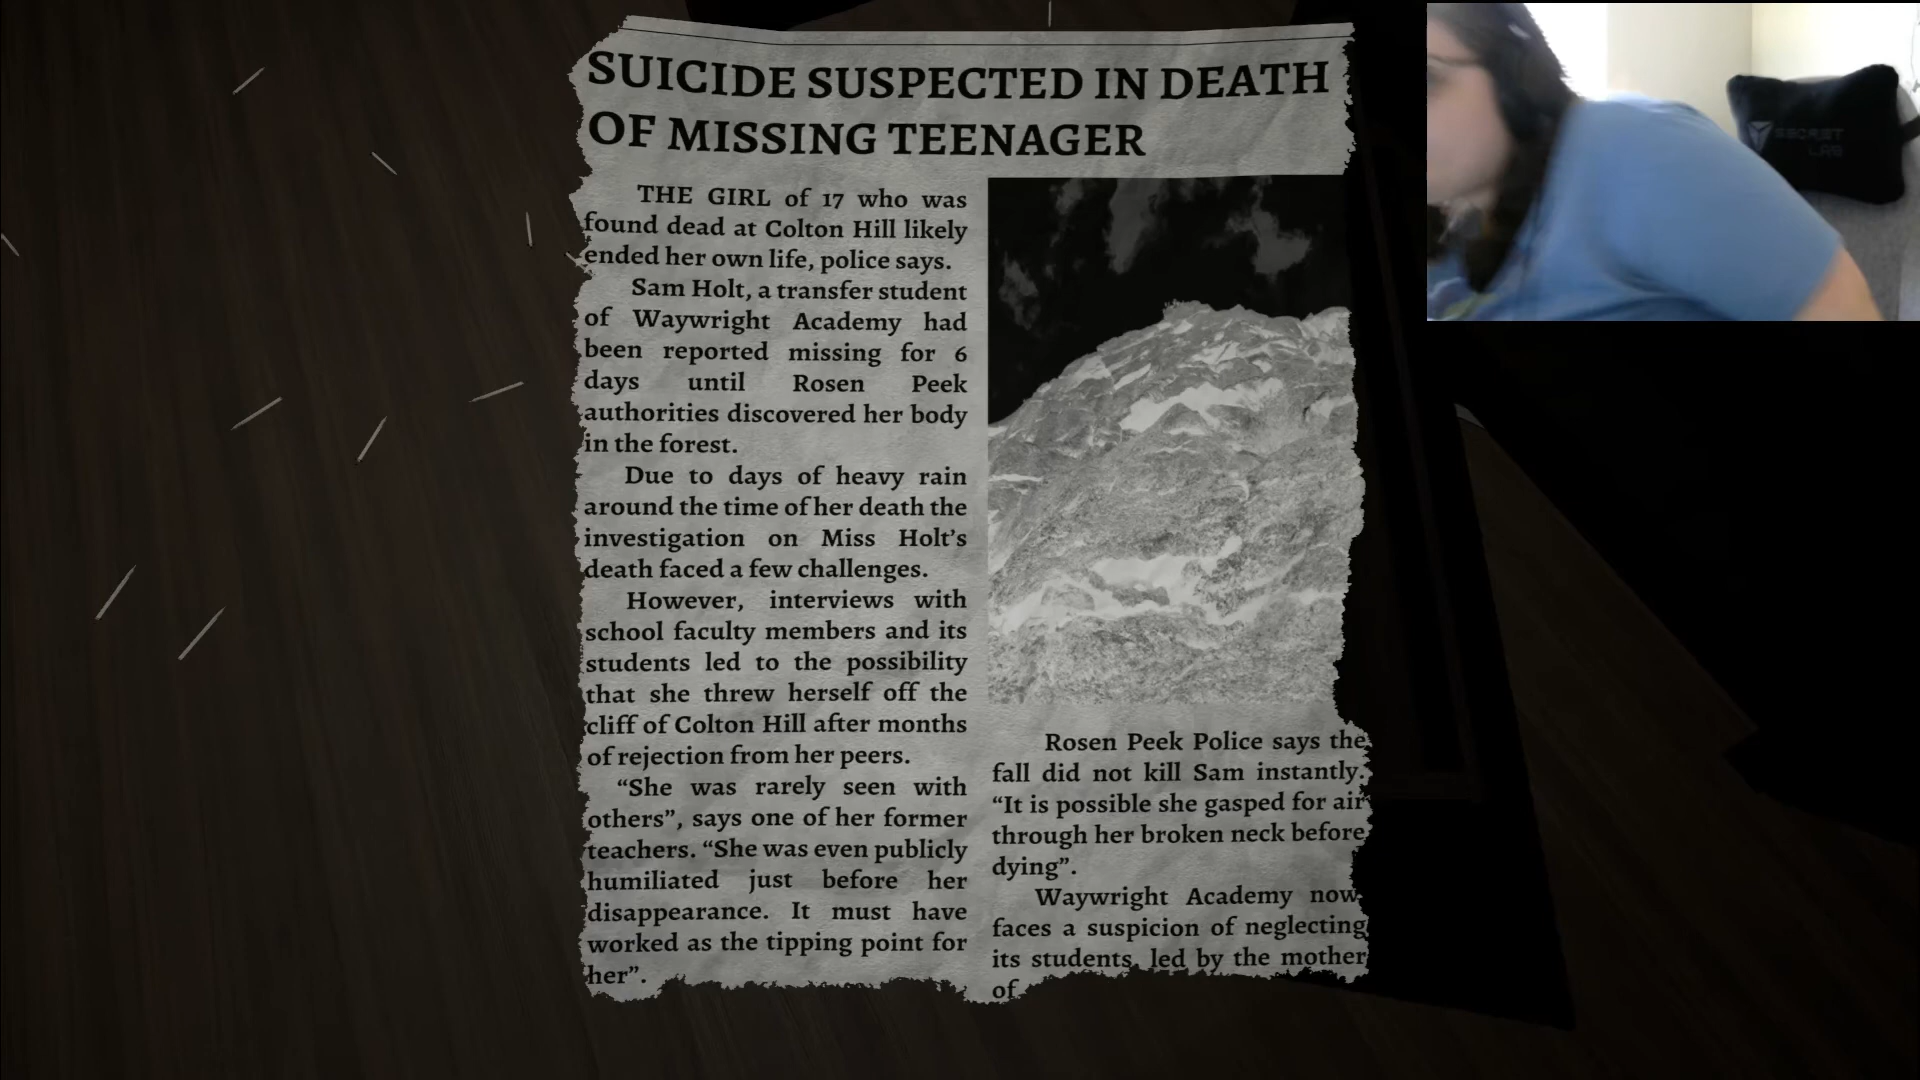 SUICIDE SUSPECTED IN DEATH
OF MISSING TEENAGER
THE GIRL of 17 who was
found dead at Colton Hill likely
ended her own life, police says.
Sam Holt, a transfer student
of Waywright Academy had
been reported missing for 6
days until Rosen Peek
authorities discovered her body
in the forest.
Due to days of heavy rain
around the time of her death the
investigation on Miss Holt’s
death faced a few challenges.
However, interviews with
school faculty members and its
students led to the possibility
that she threw herself off the
cliff of Colton Hill after months
of rejection from her peers.
“She was rarely seen with
others”, says one of her former
teachers. “She was even publicly
humiliated just before her
disappearance. It must have
worked as the tipping point for
her”.
Rosen Peek Police says the
fall did not kill Sam instantly.
“It is possible she gasped for air
through her broken neck before
dying”.
Waywright Academy now
faces a suspicion of neglecting
its students, led by the mother
of
SECRET
LAB